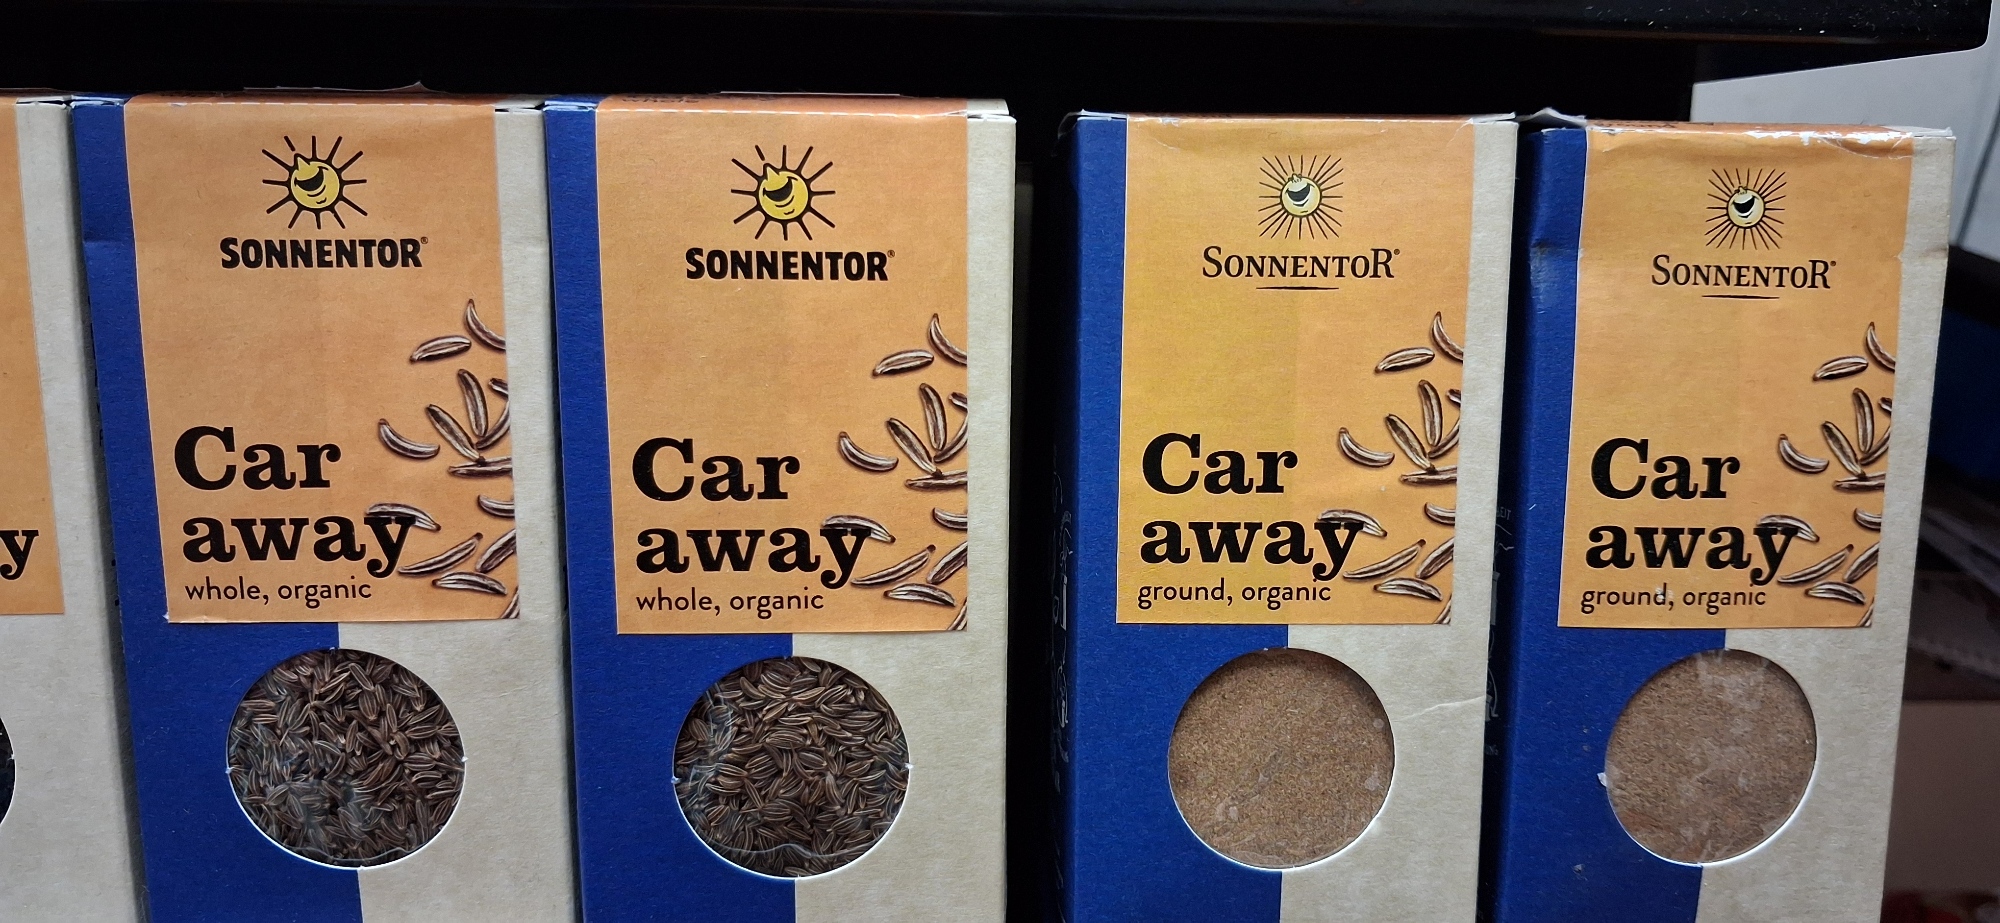 y
SONNENTOR®
Car
away
whole, organic
whole
SONNENTOR®
Car
away
whole, organic
SONNENTOR®
Car
away
ground, organic
SONNENTOR®
Car
away
ground, organic